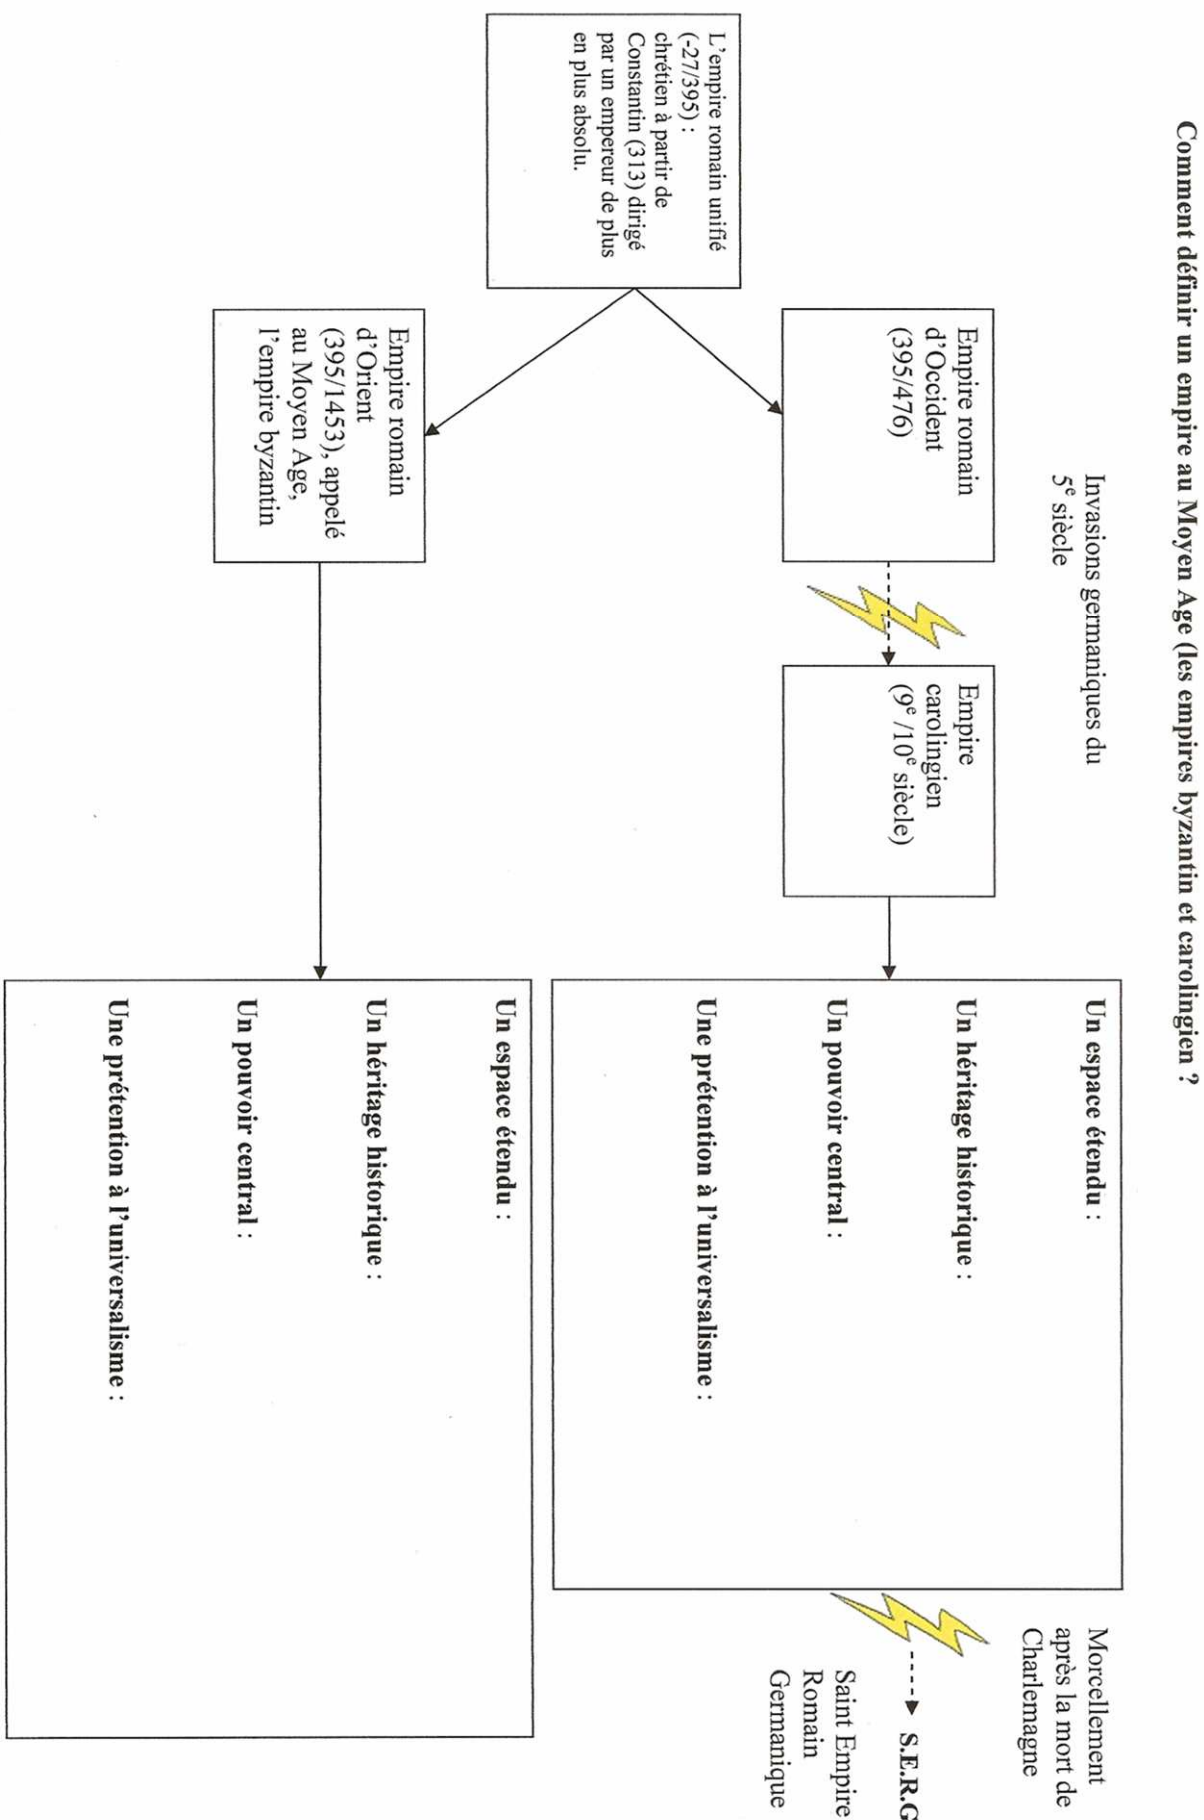 Comment définir un empire au Moyen Age (les empires byzantin et carolingien ?
Invasions germaniques du
5e siècle
Morcellement
après la mort de
Charlemagne
Empire romain
d'Occident
(395/476)
Empire
carolingien
(9e /10e siècle)
Un espace étendu :
Un héritage historique :
Un pouvoir central :
Une prétention à l'universalisme :
S.E.R.G
Saint Empire
Romain
Germanique
L'empire romain unifié
(-27/395) :
chrétien à partir de
Constantin (313) dirigé
par un empereur de plus
en plus absolu.
Empire romain
d'Orient
(395/1453), appelé
au Moyen Age,
l'empire byzantin
Un espace étendu :
Un héritage historique :
Un pouvoir central :
Une prétention à l'universalisme :